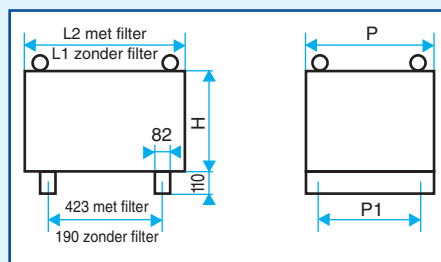 L2 met filter
L1 zonder filter
P
H
82
110
423 met filter
190 zonder filter
P1